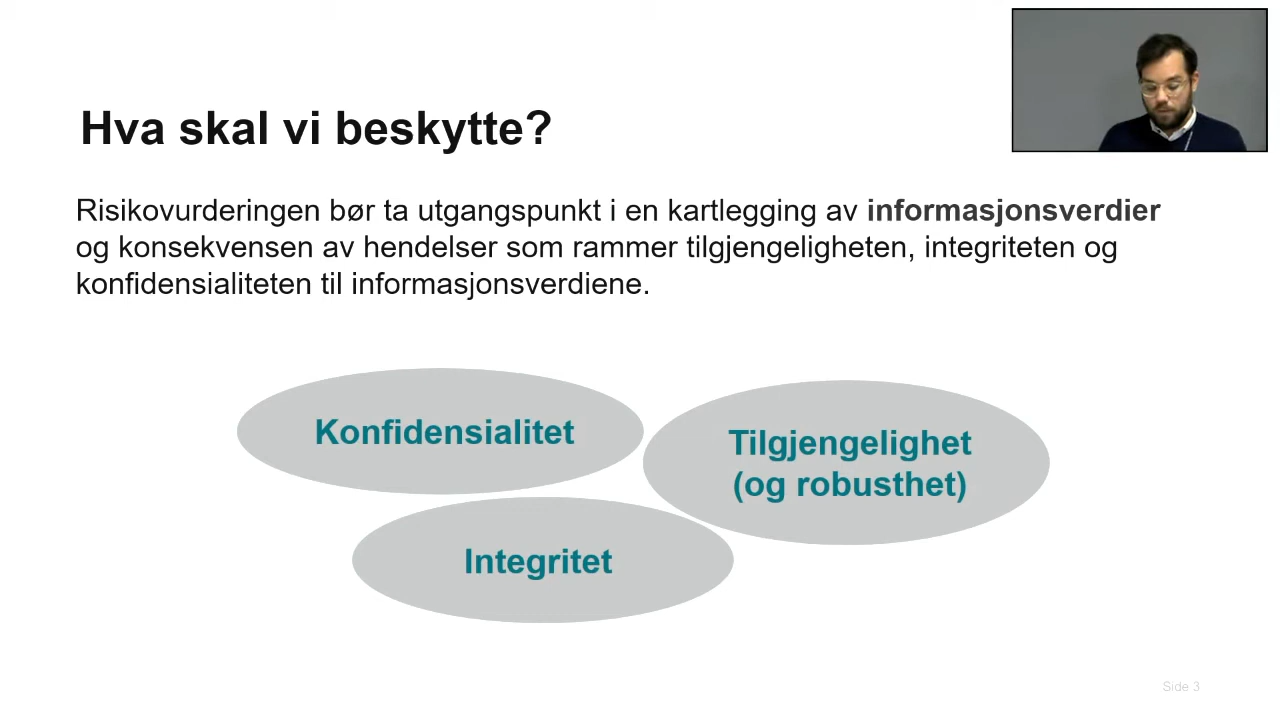 Hva skal vi beskytte?
Risikovurderingen bør ta utgangspunkt i en kartlegging av informasjonsverdier
og konsekvensen av hendelser som rammer tilgjengeligheten, integriteten og
konfidensialiteten til informasjonsverdiene.
Konfidensialitet
Tilgjengelighet
(og robusthet)
Integritet
Side 3